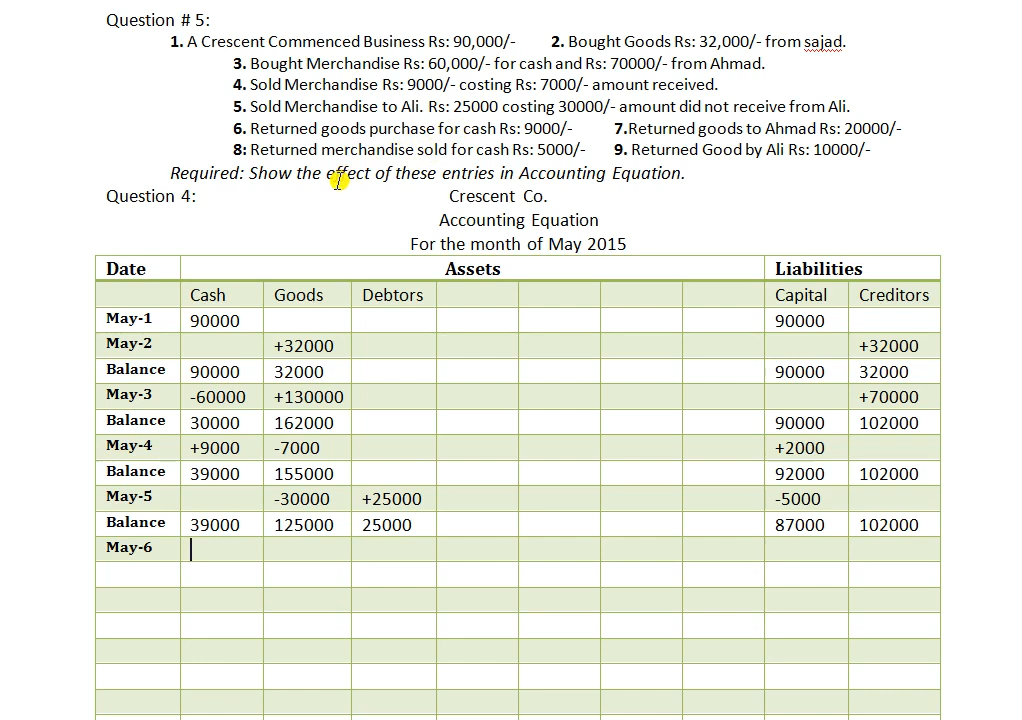 Question # 5:
1. A Crescent Commenced Business Rs: 90,000/- 2. Bought Goods Rs: 32,000/- from sajad.
3. Bought Merchandise Rs: 60,000/- for cash and Rs: 70000/- from Ahmad.
4. Sold Merchandise Rs: 9000/- costing Rs: 7000/- amount received.
5. Sold Merchandise to Ali. Rs: 25000 costing 30000/- amount did not receive from Ali.
6. Returned goods purchase for cash Rs: 9000/- 7.Returned goods to Ahmad Rs: 20000/-
8: Returned merchandise sold for cash Rs: 5000/- 9. Returned Good by Ali Rs: 10000/-
Required: Show the effect of these entries in Accounting Equation.
Question 4: Crescent Co.
Accounting Equation
For the month of May 2015
Date Assets Liabilities
Cash Goods Debtors Capital Creditors
May-1 90000 90000
May-2 +32000 +32000
Balance 90000 32000 90000 32000
May-3 -60000 +130000 +70000
Balance 30000 162000 90000 102000
May-4 +9000 -7000 +2000
Balance 39000 155000 92000 102000
May-5 -30000 +25000 -5000
Balance 39000 125000 25000 87000 102000
May-6